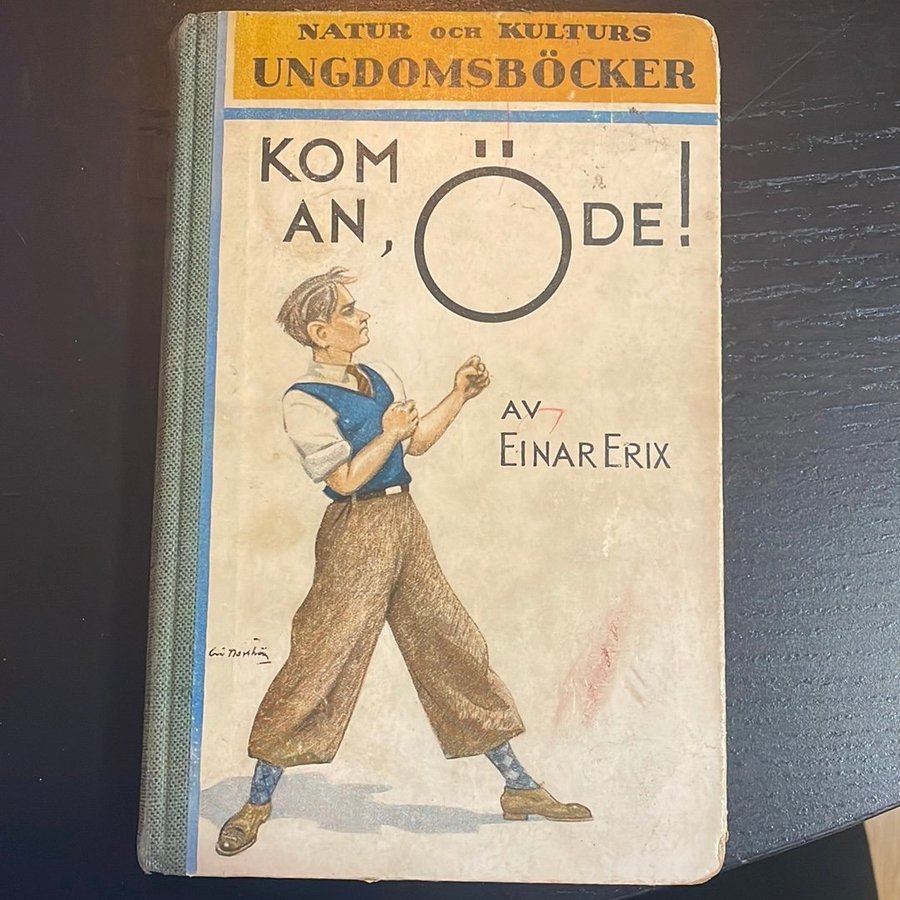 NATUR OCH KULTURS
UNGDOMSBÖCKER
KOM
AN, ÖDE!
AV
EINAR ERIX